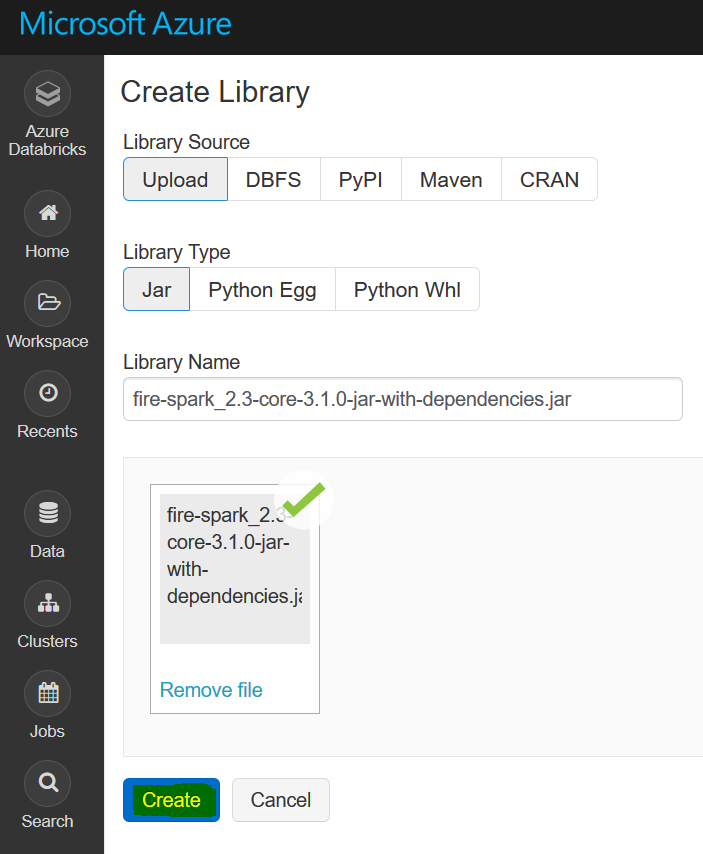 Microsoft Azure
Azure
Databricks
Home
Workspace
Recents
Data
Clusters
Jobs
Search
Create Library
Library Source
Upload DBFS PyPI Maven CRAN
Library Type
Jar Python Egg Python Whl
Library Name
fire-spark_2.3-core-3.1.0-jar-with-dependencies.jar
fire-spark_2.3-
core-3.1.0-jar-
with-
dependencies.ja
Remove file
Create Cancel